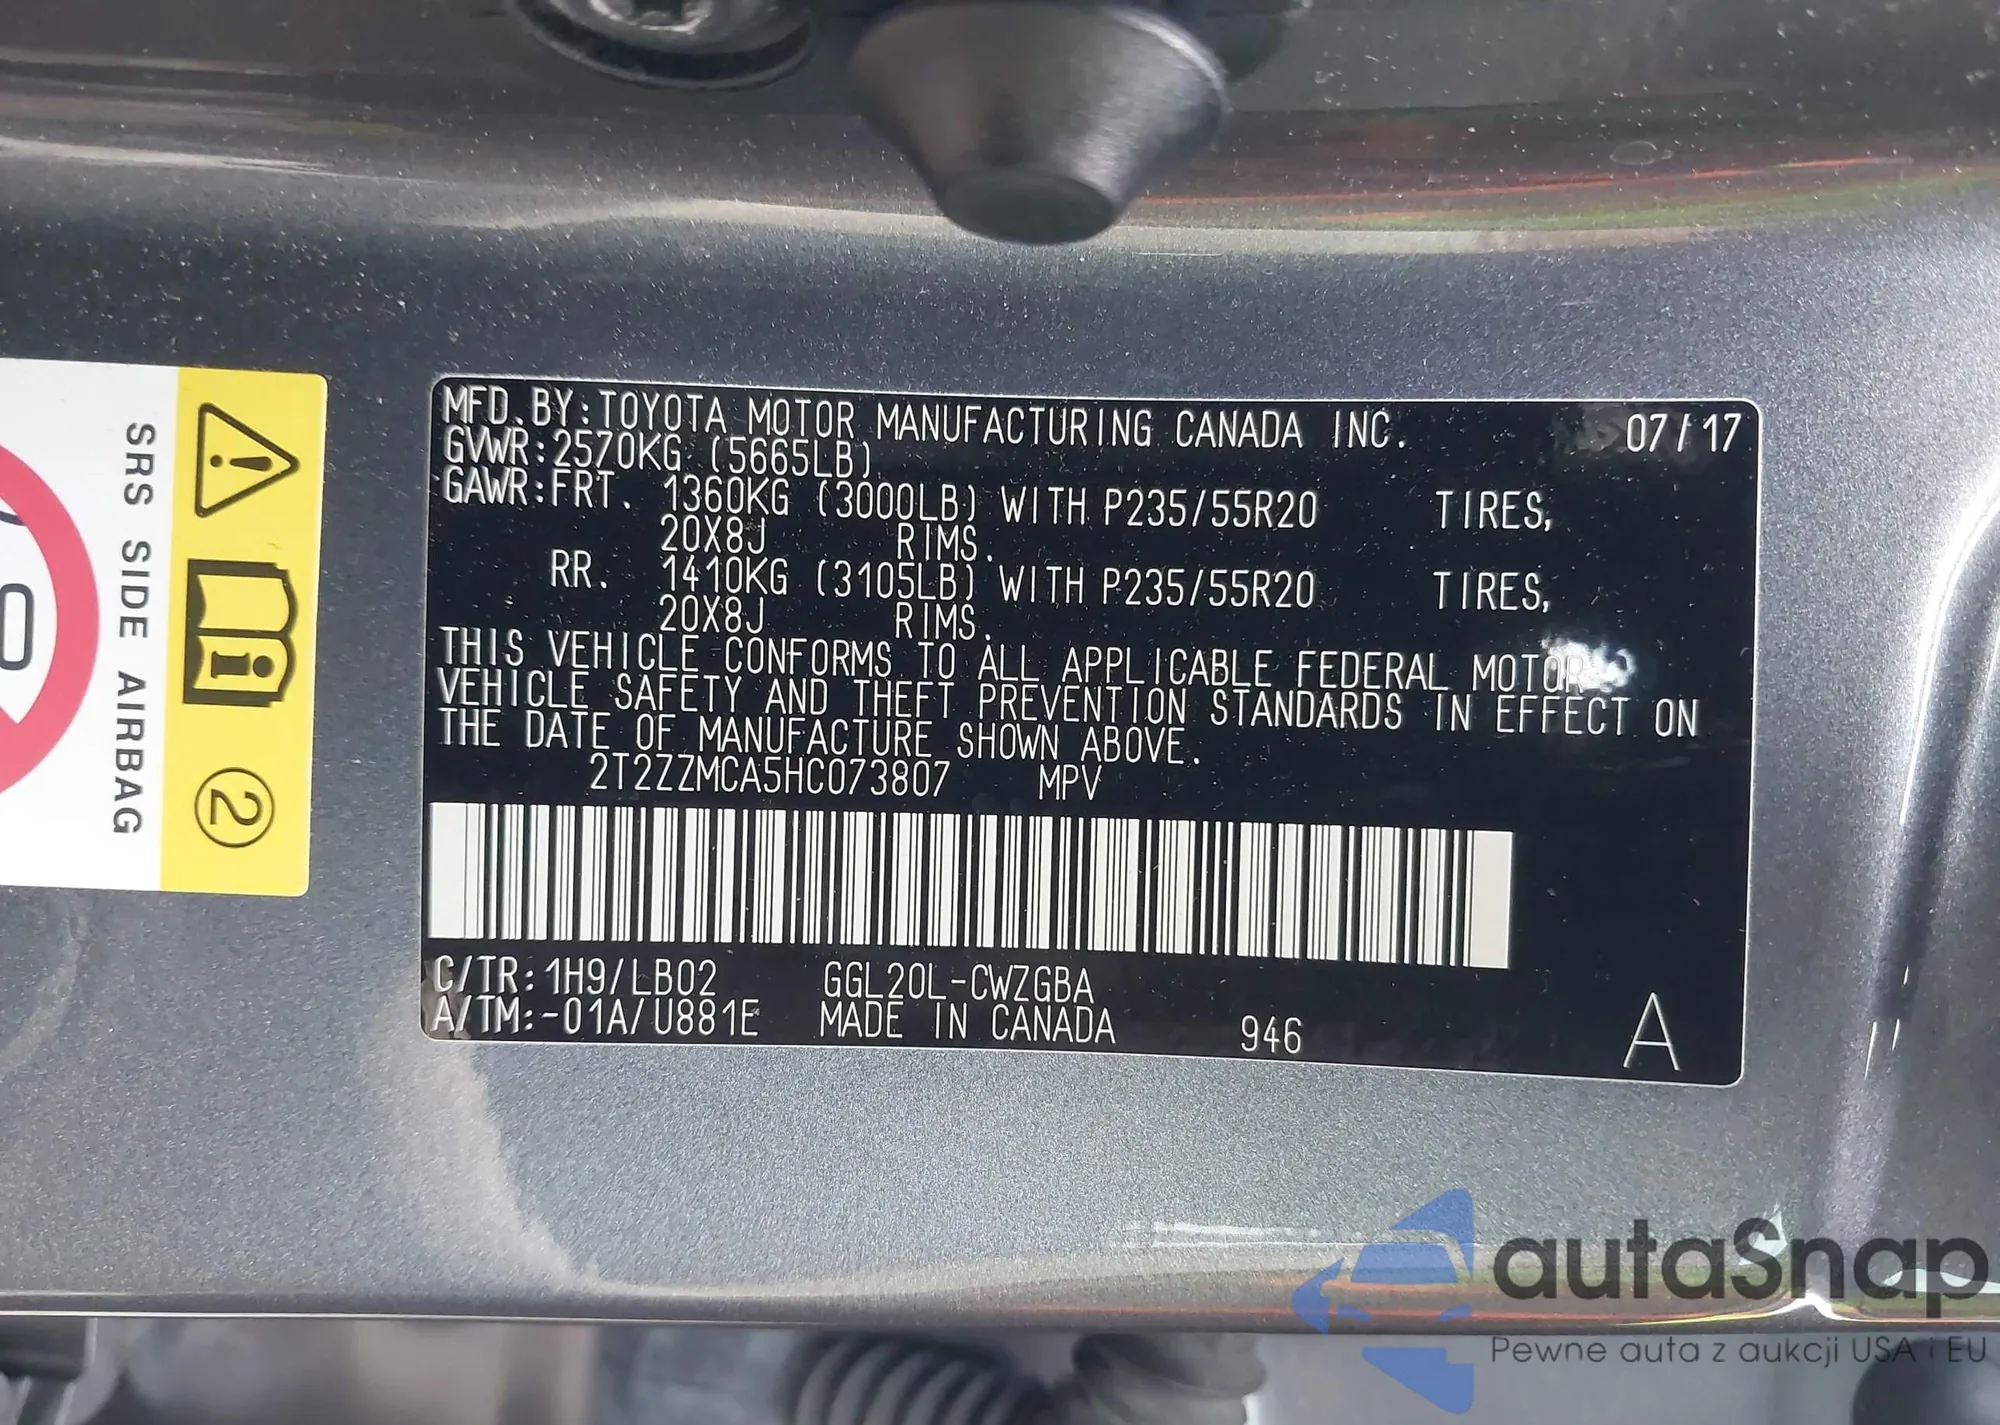 SRS SIDE AIRBAG
2
0
MFD. BY: TOYOTA MOTOR MANUFACTURING CANADA INC. 07/17
GVWR: 2570KG (5665LB)
GAWR: FRT. 1360KG (3000LB) WITH P235/55R20 TIRES,
20X8J RIMS.
RR. 1410KG (3105LB) WITH P235/55R20 TIRES,
20X8J RIMS.
THIS VEHICLE CONFORMS TO ALL APPLICABLE FEDERAL MOTOR
VEHICLE SAFETY AND THEFT PREVENTION STANDARDS IN EFFECT ON
THE DATE OF MANUFACTURE SHOWN ABOVE.
2T2ZZMCA5HC073807 MPV
C/TR: 1H9/LB02 GGL20L-CWZGBA
A/TM:-01A/U881E MADE IN CANADA 946 A
autaSnap
Pewne auta z aukcji USA i EU